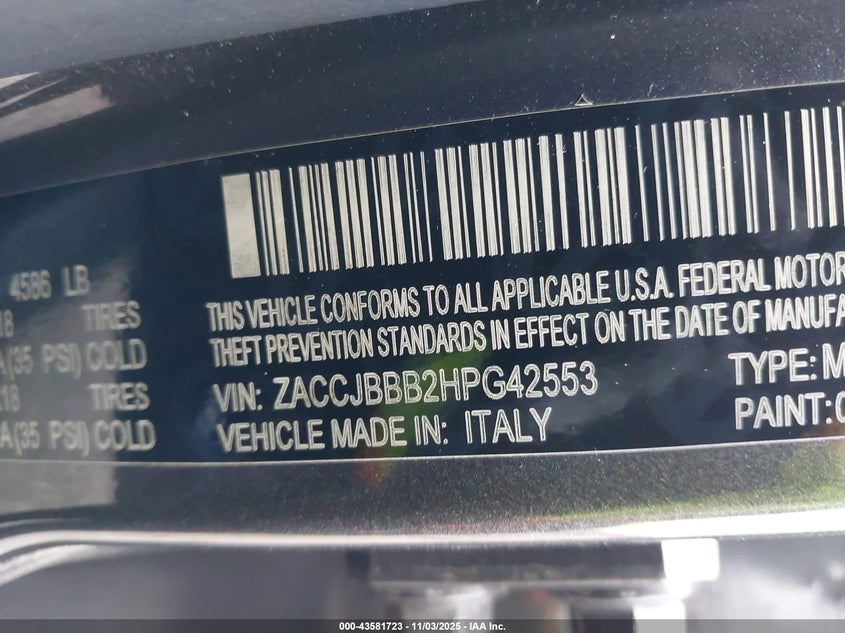 4586 LB
18 TIRES
A(35 PSI) COLD
18 TIRES
A(35 PSI) COLD
THIS VEHICLE CONFORMS TO ALL APPLICABLE U.S.A. FEDERAL MOTOR
THEFT PREVENTION STANDARDS IN EFFECT ON THE DATE OF MANUFA
VIN: ZACCJBBB2HPG42553 TYPE: M
VEHICLE MADE IN: ITALY PAINT:
000-43581723 - 11/03/2025 - IAA Inc.